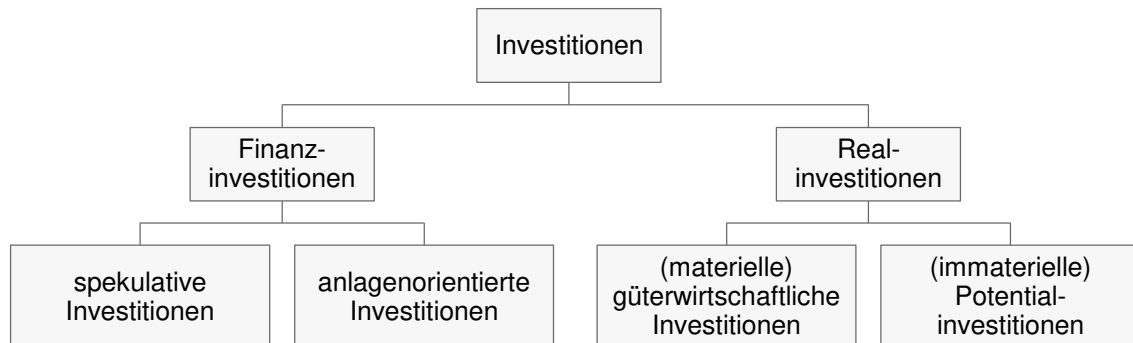 Investitionen
Finanz-
investitionen
Real-
investitionen
spekulative
Investitionen
anlagenorientierte
Investitionen
(materielle)
güterwirtschaftliche
Investitionen
(immaterielle)
Potential-
investitionen